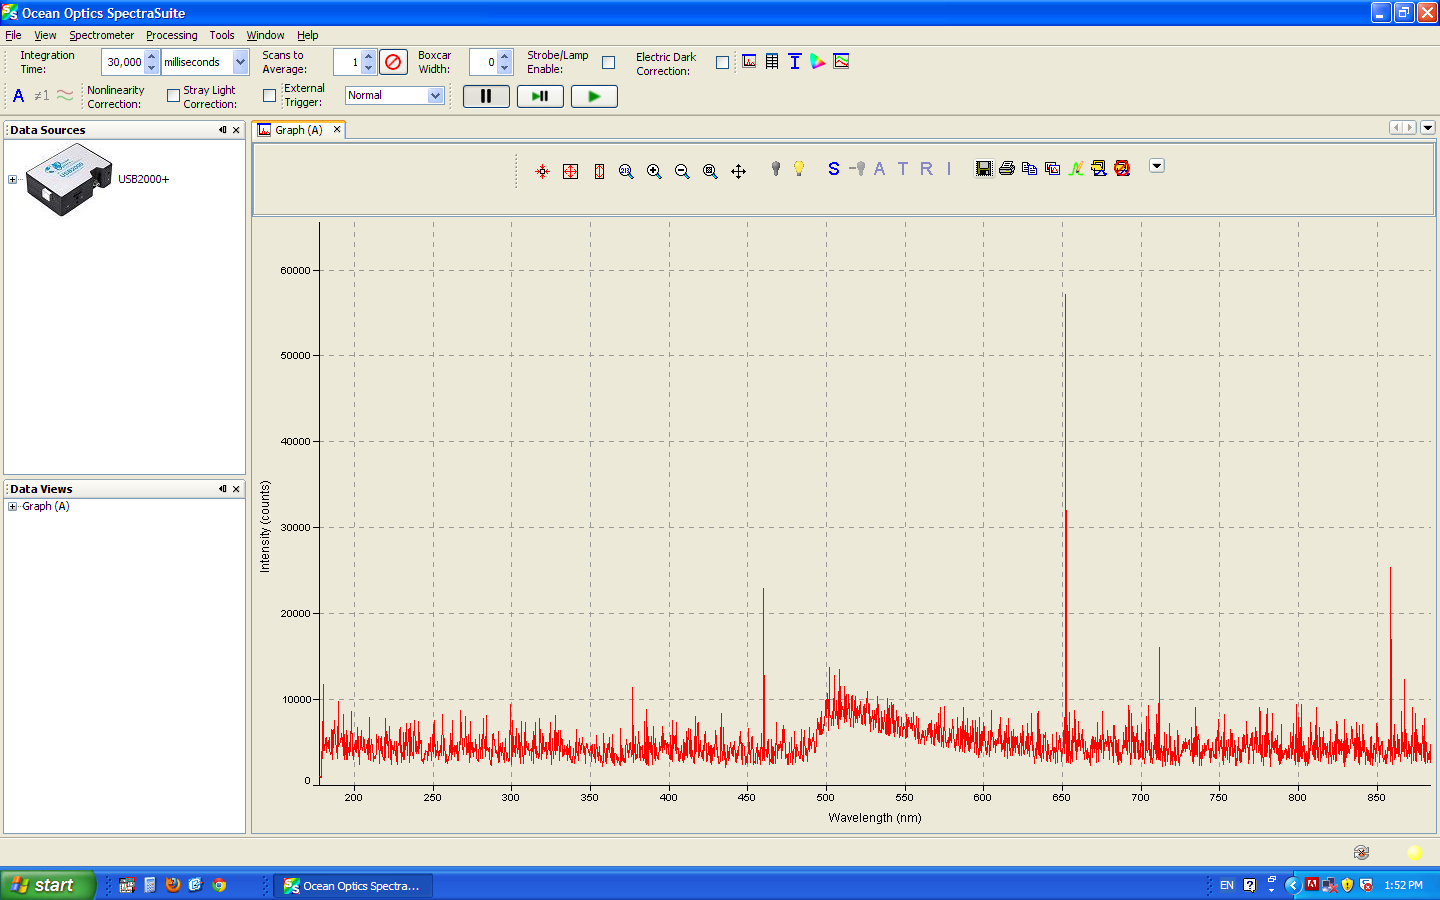 Ocean Optics SpectraSuite
File View Spectrometer Processing Tools Window Help
Integration Time: 30,000 milliseconds Scans to Average: 1 Boxcar Width: 0 Strobe/Lamp Enable: Electric Dark Correction:
A ≠1 Nonlinearity Correction: Stray Light Correction: External Trigger: Normal
Data Sources
USB2000
USB2000+
Data Views
Graph (A)
Graph (A)
S A T R I
60000
50000
40000
30000
20000
10000
0
Intensity (counts)
200 250 300 350 400 450 500 550 600 650 700 750 800 850
Wavelength (nm)
start
Ocean Optics Spectra...
EN
1:52 PM